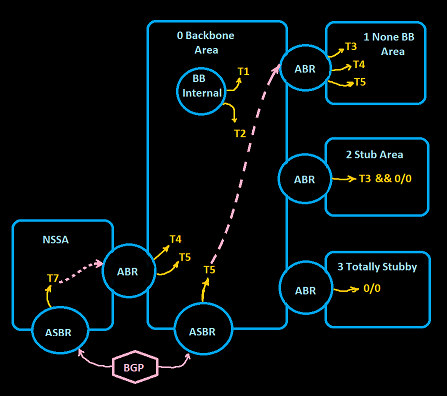 0 Backbone
Area
1 None BB
Area
BB
Internal
T1
T2
ABR
T3
T4
T5
2 Stub Area
ABR
T3 && 0/0
NSSA
T7
ABR
T4
T5
T5
3 Totally Stubby
ABR
0/0
ASBR
ASBR
BGP